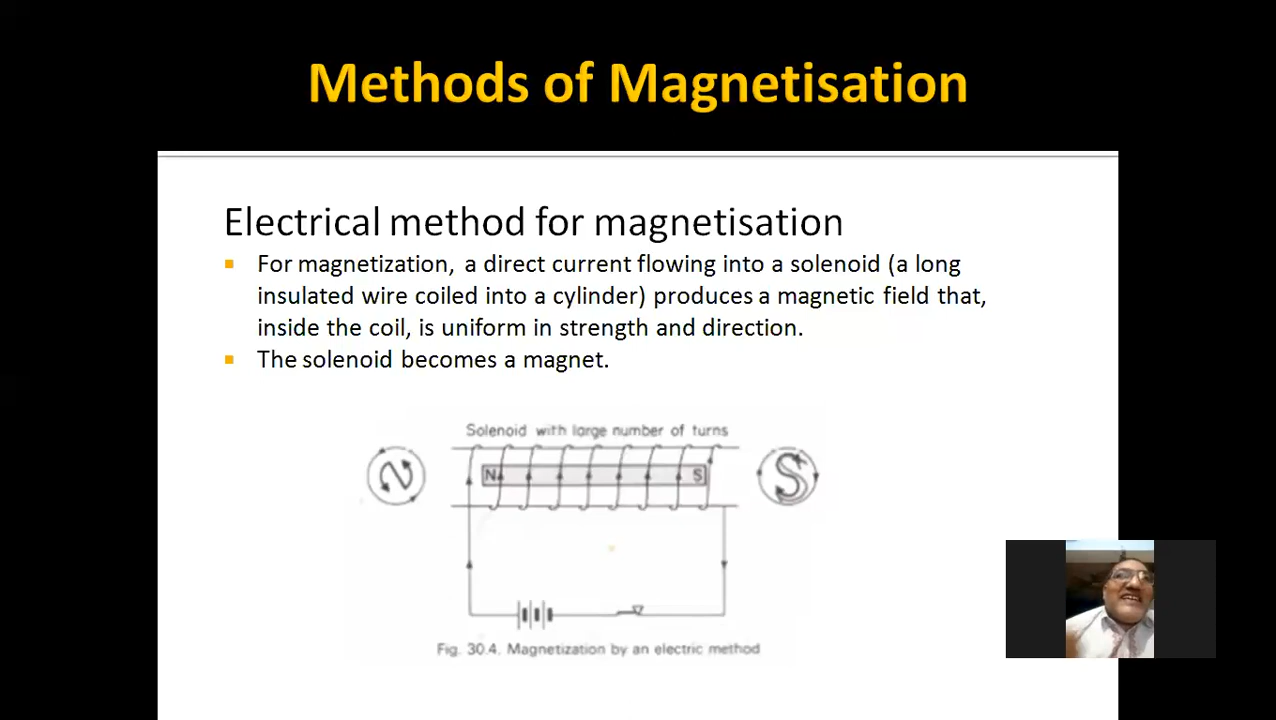 Methods of Magnetisation
Electrical method for magnetisation
For magnetization, a direct current flowing into a solenoid (a long
insulated wire coiled into a cylinder) produces a magnetic field that,
inside the coil, is uniform in strength and direction.
The solenoid becomes a magnet.
Solenoid with large number of turns
N N S S
Fig. 30.4. Magnetization by an electric method